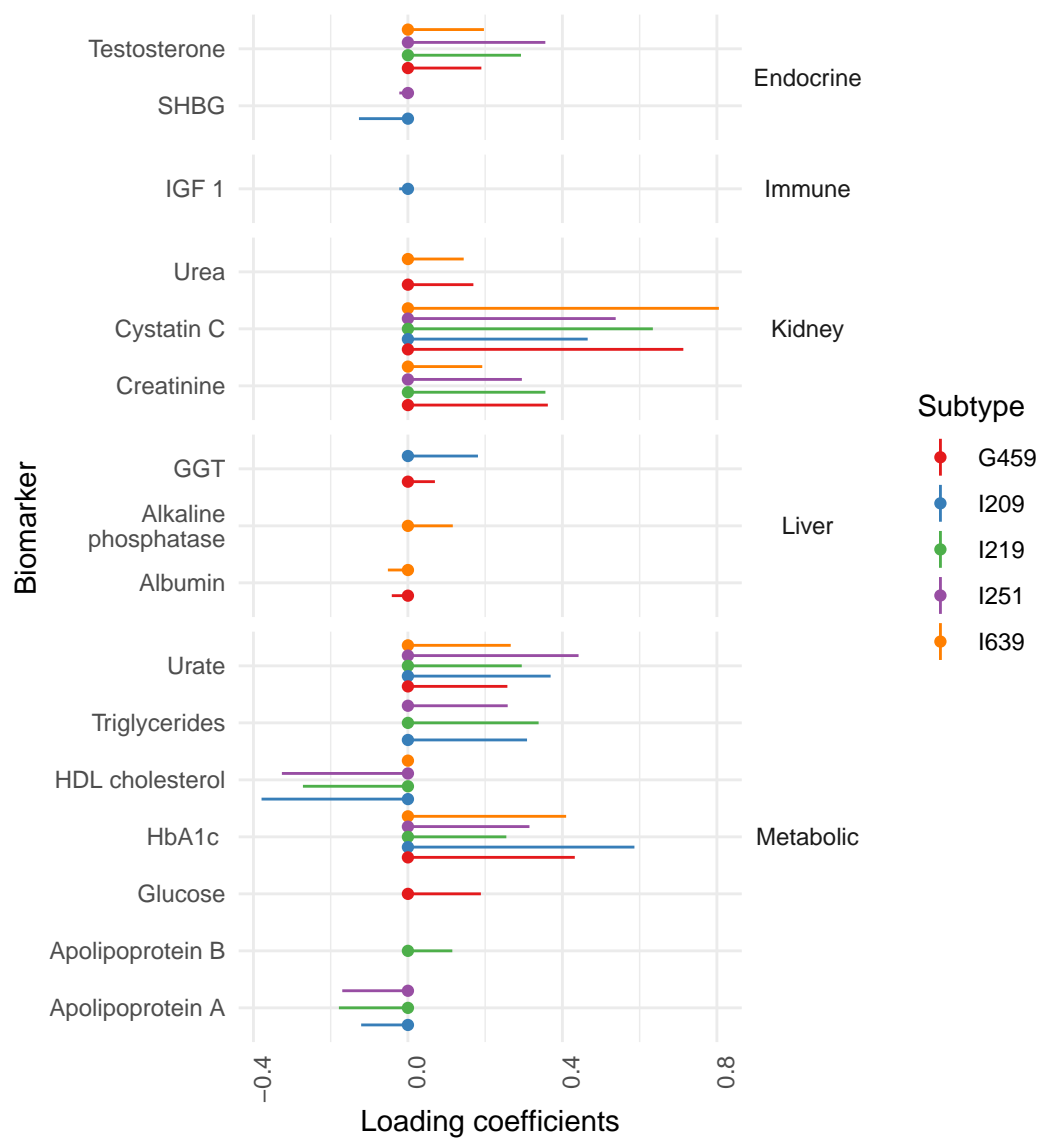 Testosterone
SHBG
Endocrine
IGF 1
Immune
Urea
Cystatin C
Creatinine
Kidney
GGT
Alkaline
phosphatase
Albumin
Liver
Urate
Triglycerides
HDL cholesterol
HbA1c
Glucose
Apolipoprotein B
Apolipoprotein A
Metabolic
Biomarker
−0.4
0.0
0.4
0.8
Loading coefficients
Subtype
G459
I209
I219
I251
I639